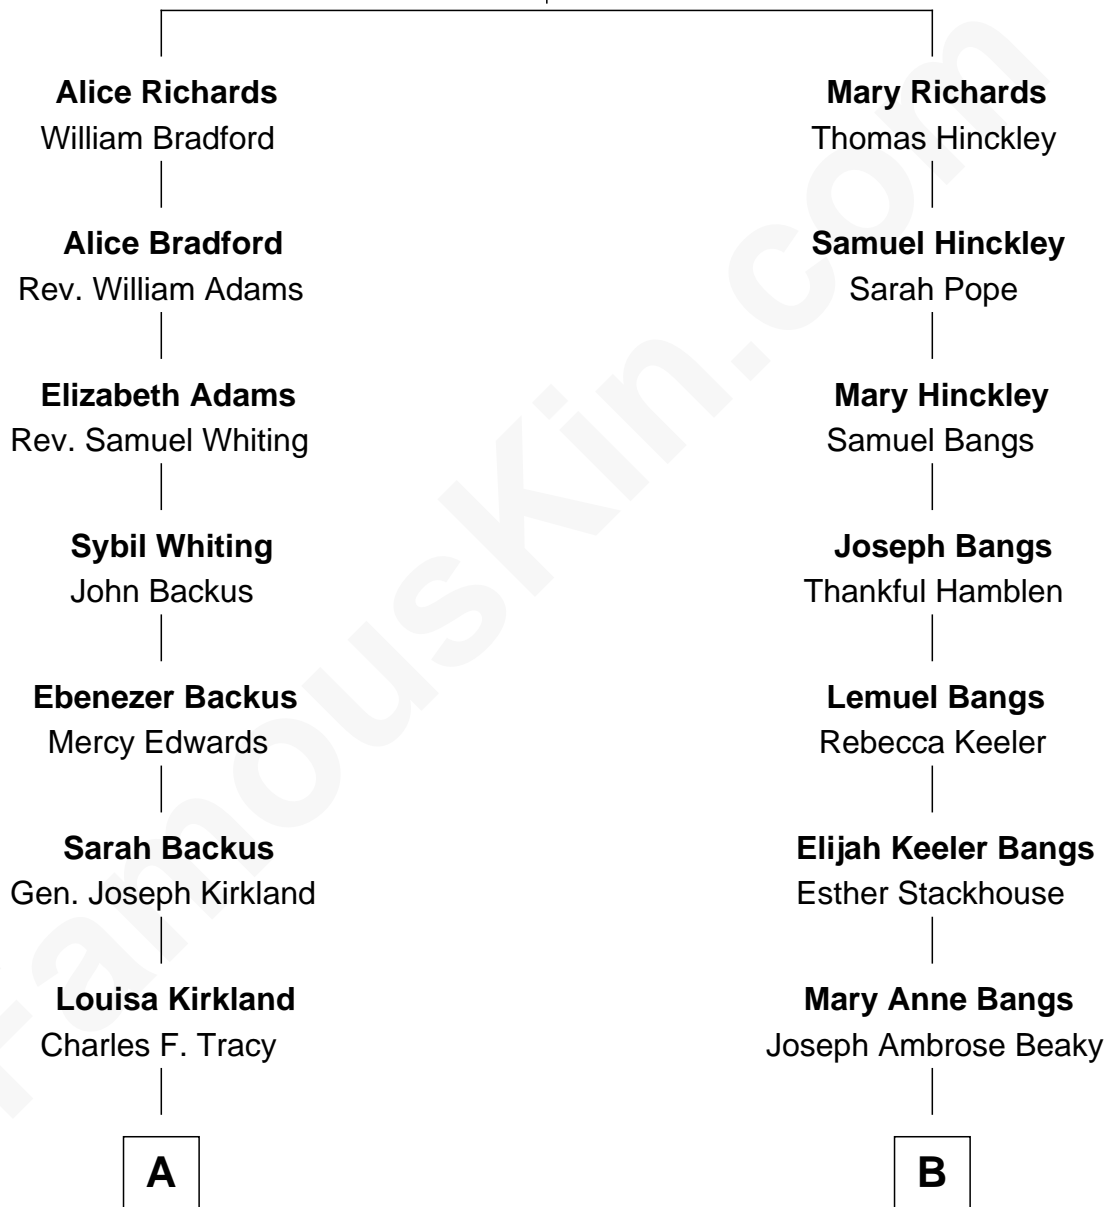 Alice Richards
William Bradford
Alice Bradford
Rev. William Adams
Elizabeth Adams
Rev. Samuel Whiting
Sybil Whiting
John Backus
Ebenezer Backus
Mercy Edwards
Sarah Backus
Gen. Joseph Kirkland
Louisa Kirkland
Charles F. Tracy
A
Mary Richards
Thomas Hinckley
Samuel Hinckley
Sarah Pope
Mary Hinckley
Samuel Bangs
Joseph Bangs
Thankful Hamblen
Lemuel Bangs
Rebecca Keeler
Elijah Keeler Bangs
Esther Stackhouse
Mary Anne Bangs
Joseph Ambrose Beaky
B
FamousKin.com